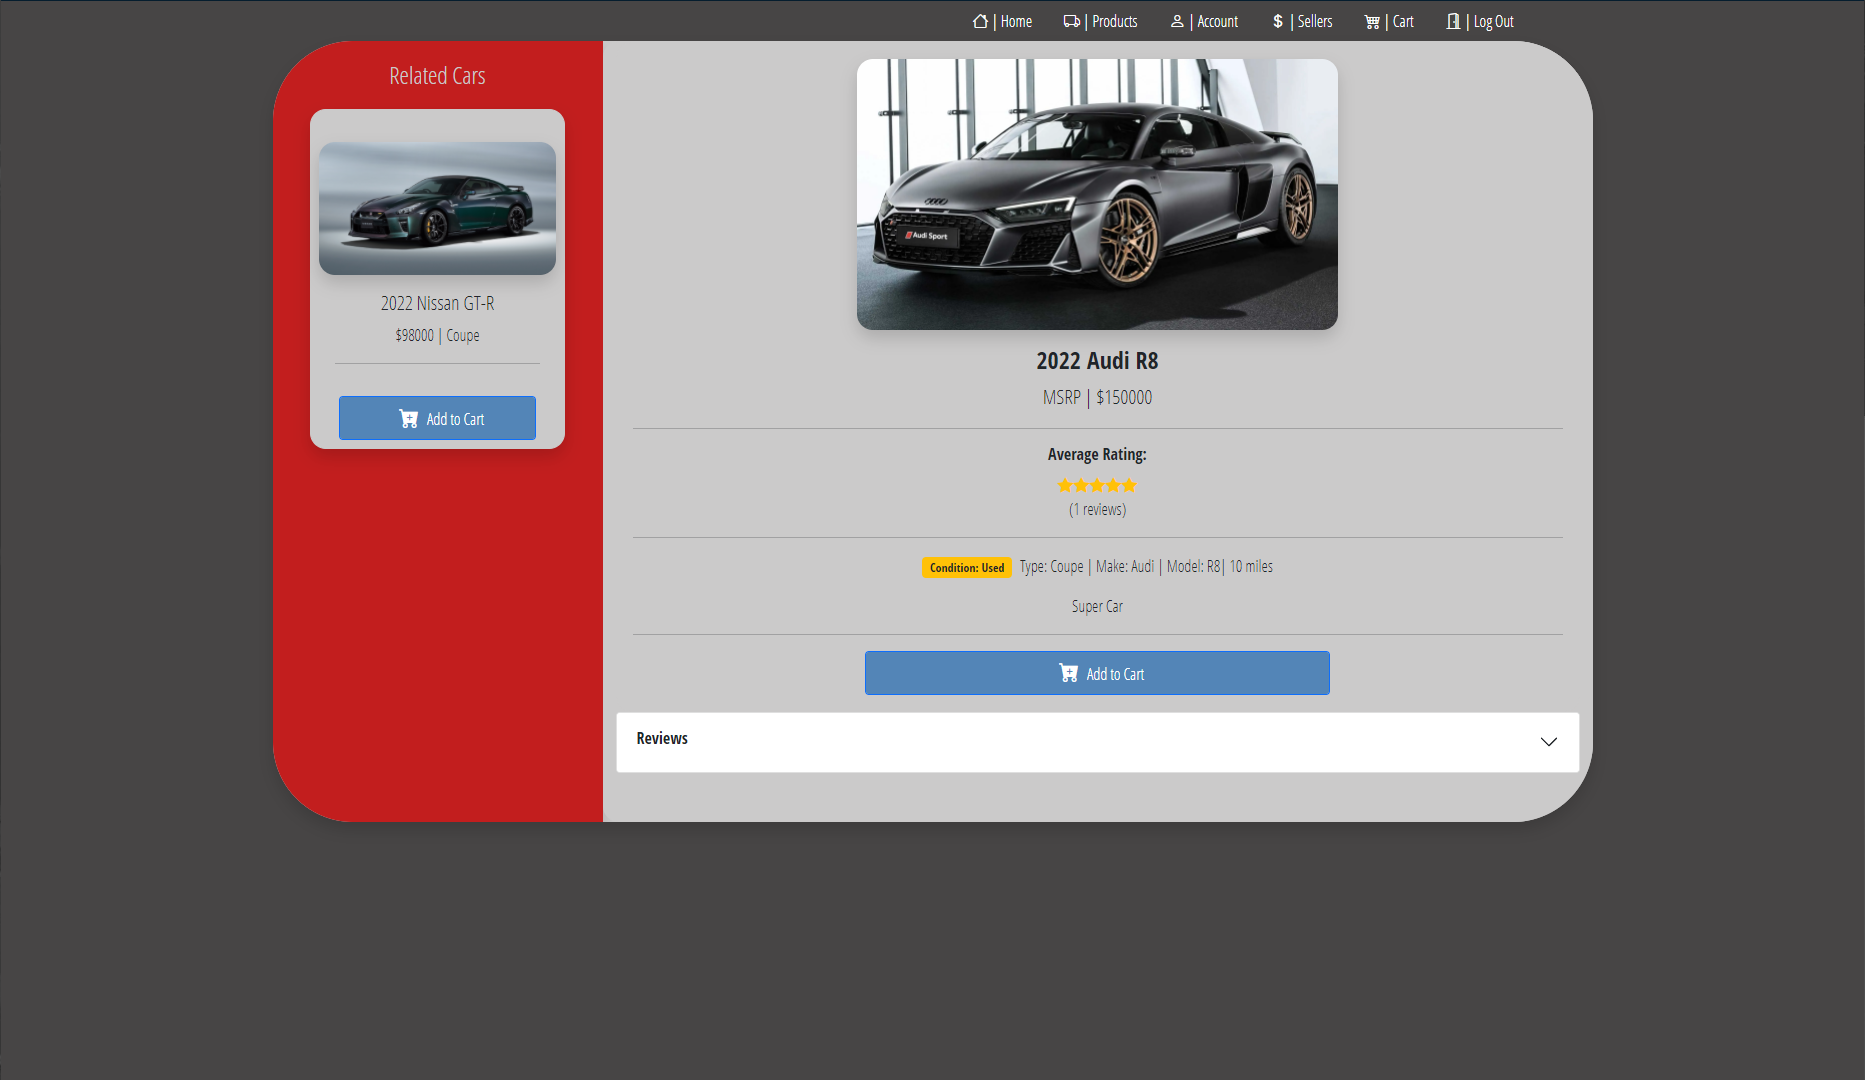 | Home | Products | Account $ | Sellers | Cart | Log Out
Related Cars
2022 Nissan GT-R
$98000 | Coupe
Add to Cart
Audi Sport
2022 Audi R8
MSRP | $150000
Average Rating:
(1 reviews)
Condition: Used Type: Coupe | Make: Audi | Model: R8| 10 miles
Super Car
Add to Cart
Reviews